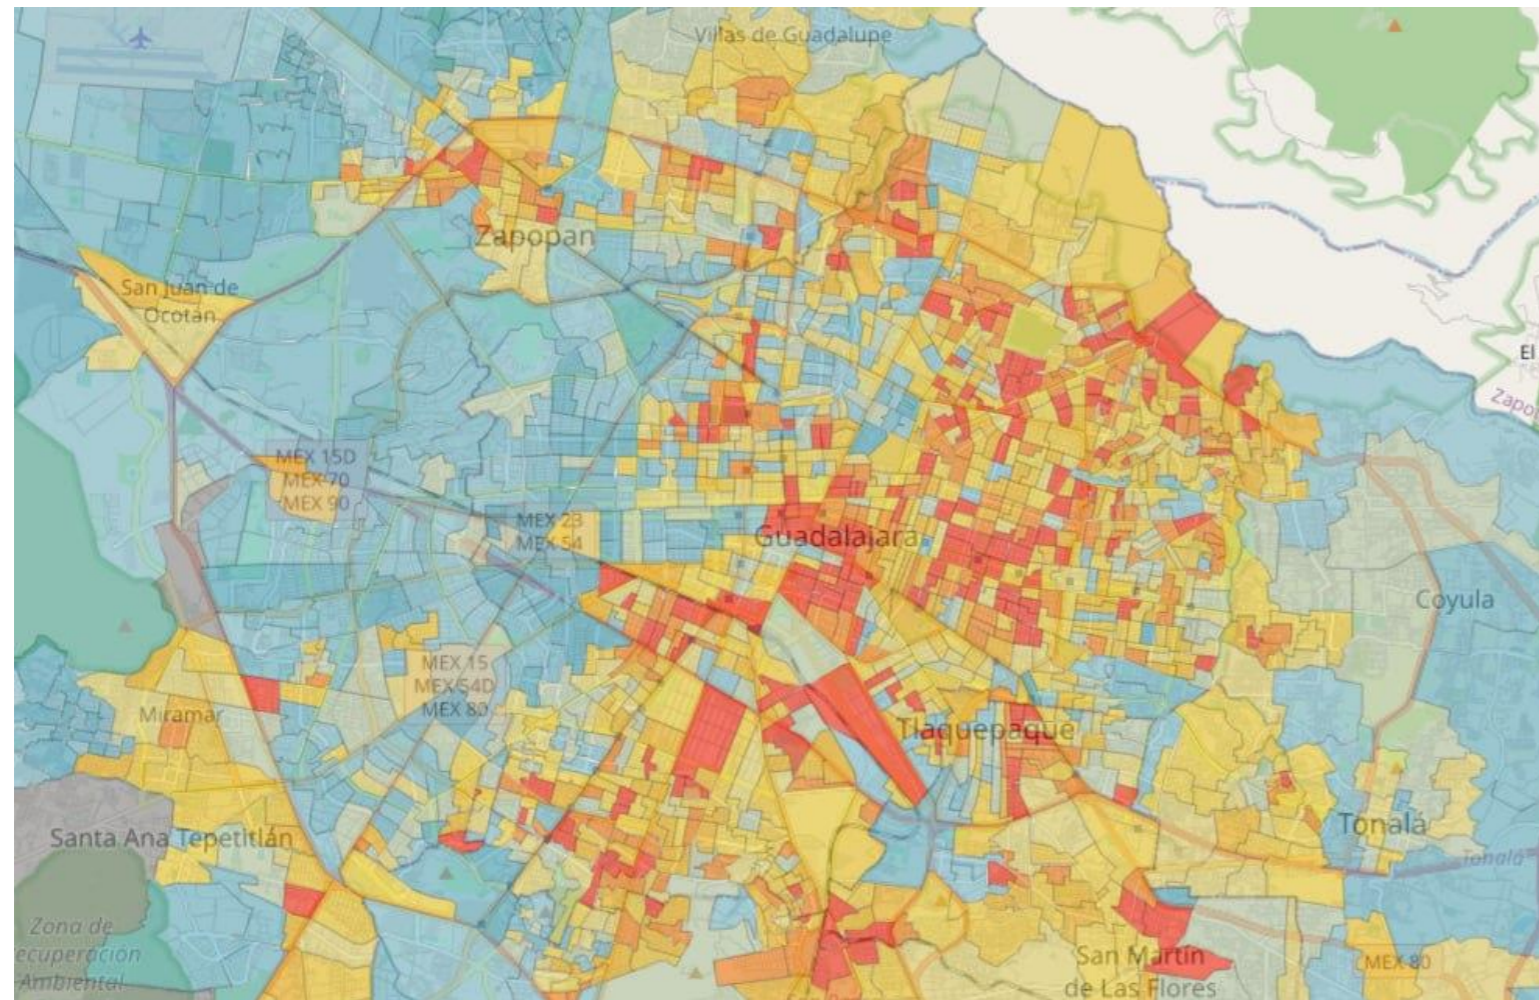 Villas de Guadalupe
Zapopan
San Juan de
Ocotán
El
Zapo
MEX 15D
MEX 70
MEX 90
MEX 23
MEX 54
Guadalajara
Coyula
MEX 15
MEX 54D
MEX 80
Miramar
Tlaquepaque
Santa Ana Tepetitlán
Tonalá
Tonalá
Zona de
ecuperación
Ambiental
San Martín
de Las Flores
MEX 80